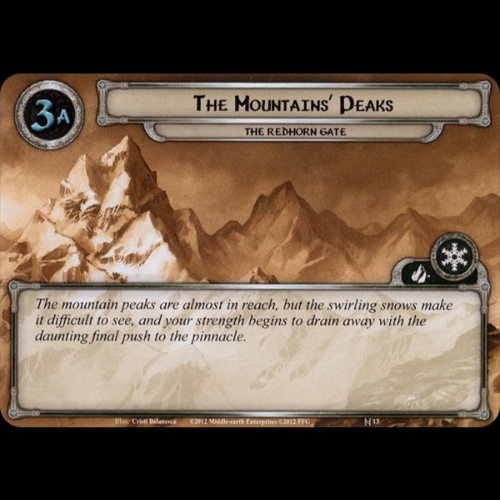 3A
The Mountains' Peaks
The Redhorn Gate
The mountain peaks are almost in reach, but the swirling snows make
it difficult to see, and your strength begins to drain away with the
daunting final push to the pinnacle.
Illus. Cristi Balanescu ©2012 Middle-earth Enterprises ©2012 FFG 13